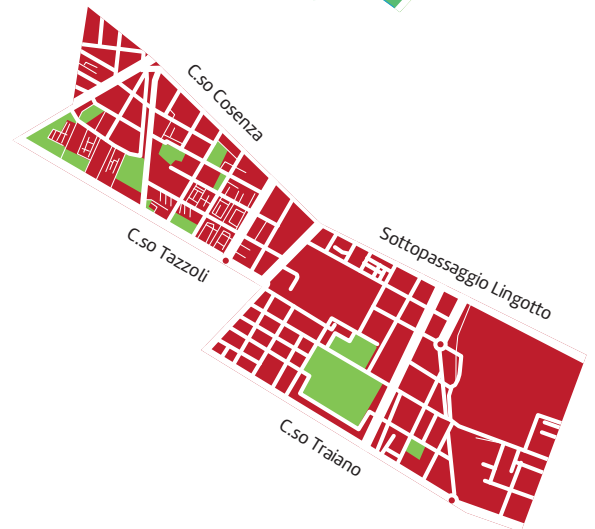 C.so Cosenza
C.so Tazzoli
Sottopassaggio Lingotto
C.so Traiano